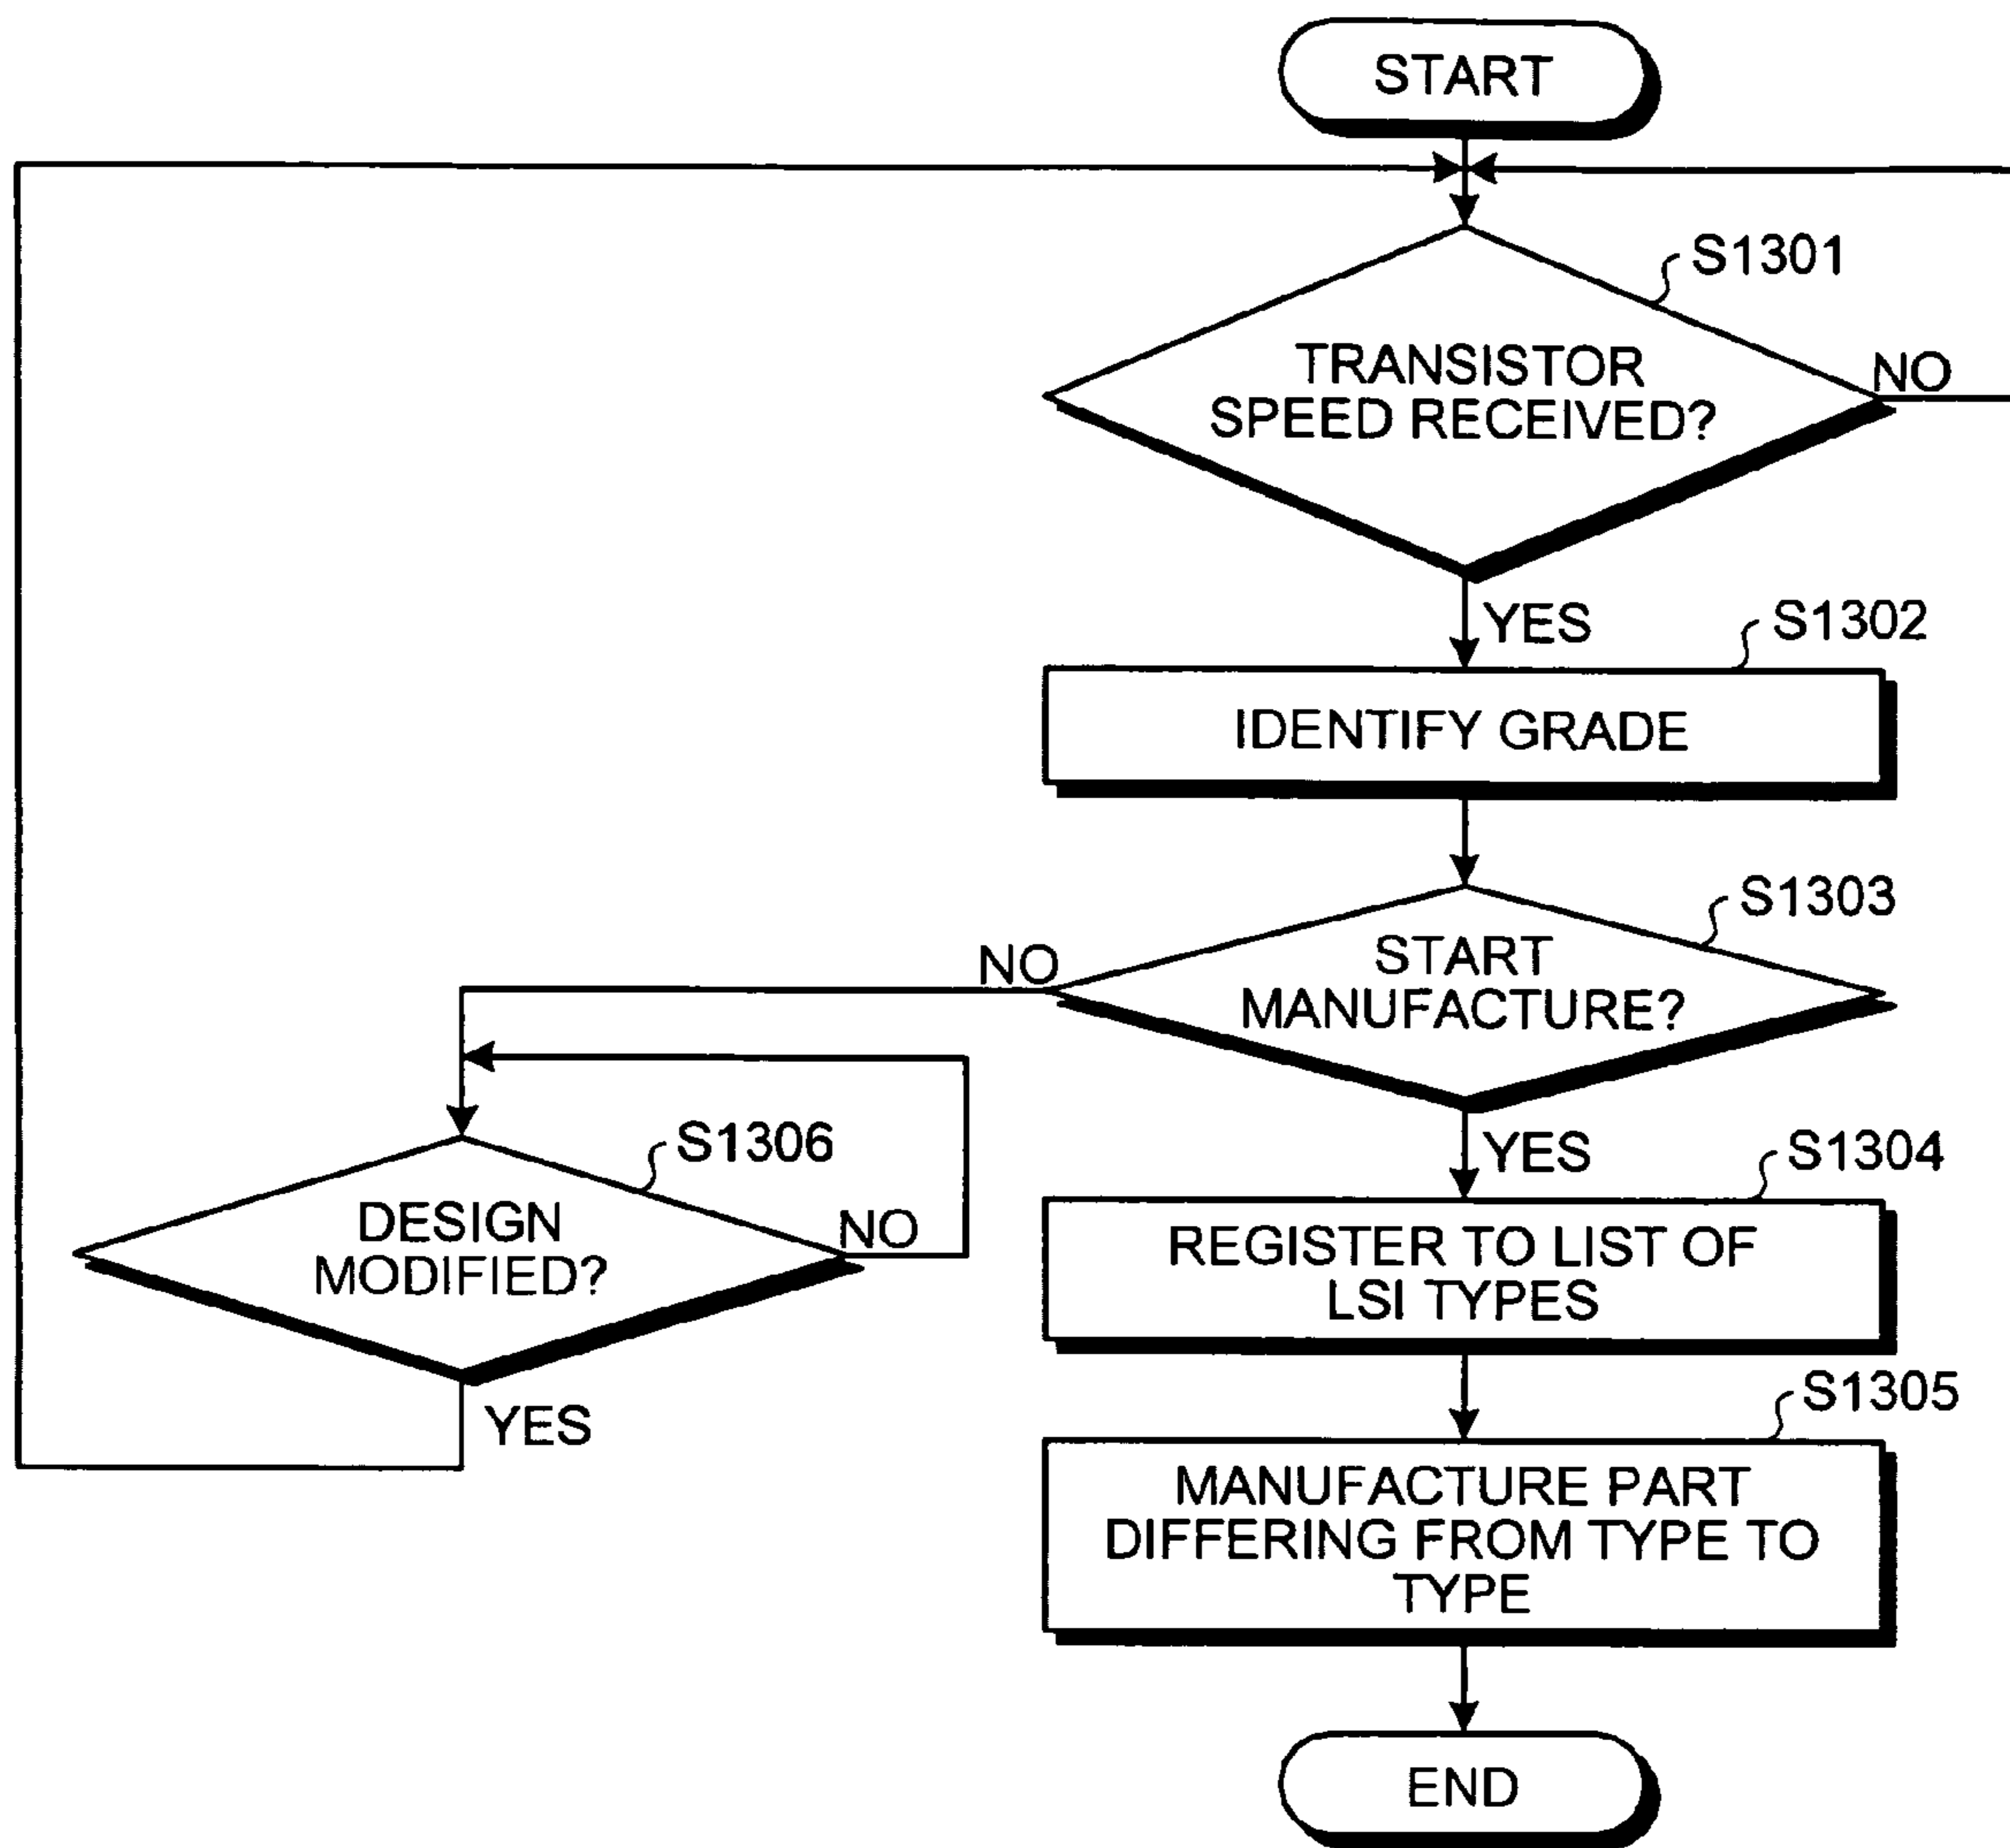 START
S1301
TRANSISTOR
SPEED RECEIVED?
NO
YES
S1302
IDENTIFY GRADE
S1303
START
MANUFACTURE?
NO
YES
S1304
REGISTER TO LIST OF
LSI TYPES
S1306
DESIGN
MODIFIED?
NO
YES
S1305
MANUFACTURE PART
DIFFERING FROM TYPE TO
TYPE
END